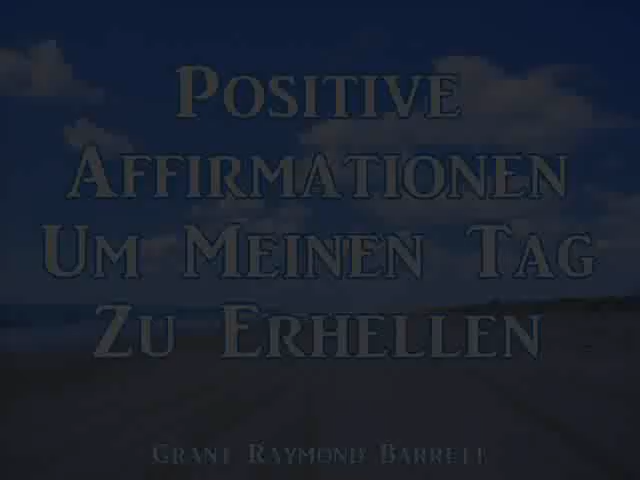 Positive
Affirmationen
Um Meinen Tag
Zu Erhellen
Grant Raymond Barrett